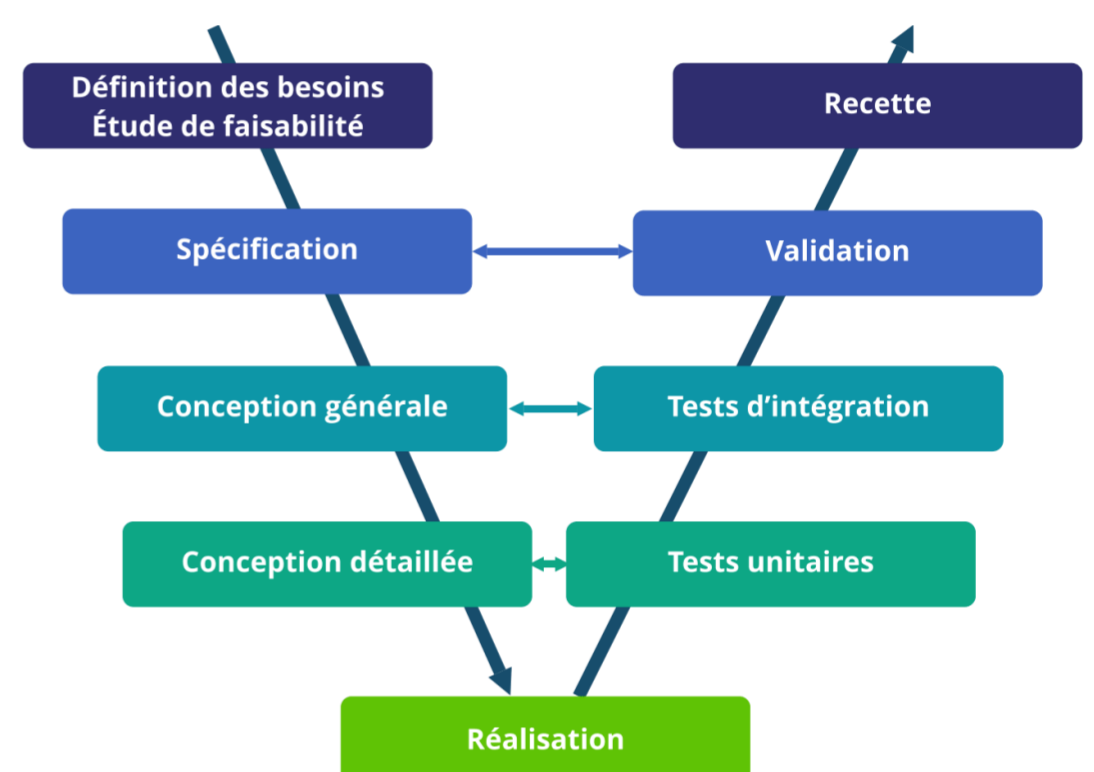 Définition des besoins
Étude de faisabilité
Recette
Spécification
Validation
Conception générale
Tests d’intégration
Conception détaillée
Tests unitaires
Réalisation